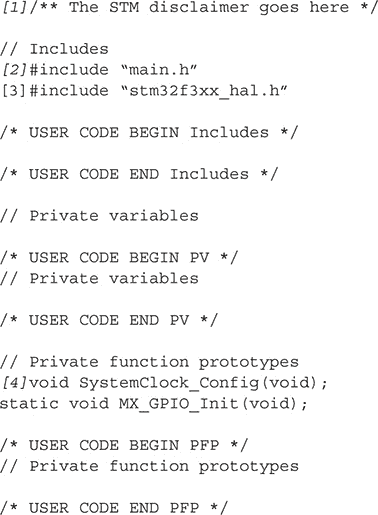 [1]/** The STM disclaimer goes here */
// Includes
[2]#include “main.h”
[3]#include “stm32f3xx_hal.h”
/* USER CODE BEGIN Includes */
/* USER CODE END Includes */
// Private variables
/* USER CODE BEGIN PV */
// Private variables
/* USER CODE END PV */
// Private function prototypes
[4]void SystemClock_Config(void);
static void MX_GPIO_Init(void);
/* USER CODE BEGIN PFP */
// Private function prototypes
/* USER CODE END PFP */